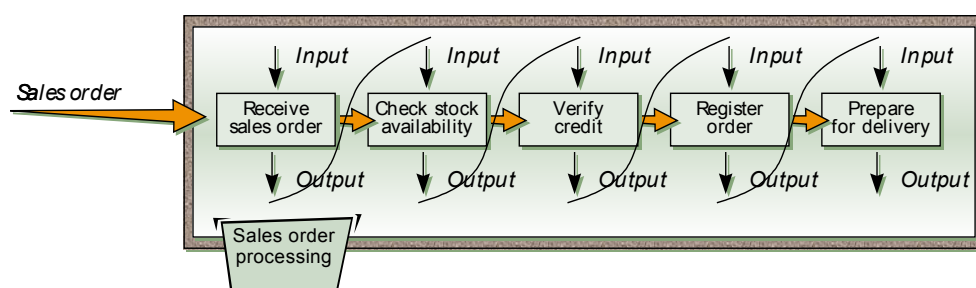 Input
Input
Input
Input
Input
Sales order
Receive
sales order
Check stock
availability
Verify
credit
Register
order
Prepare
for delivery
Output
Output
Output
Output
Output
Sales order
processing